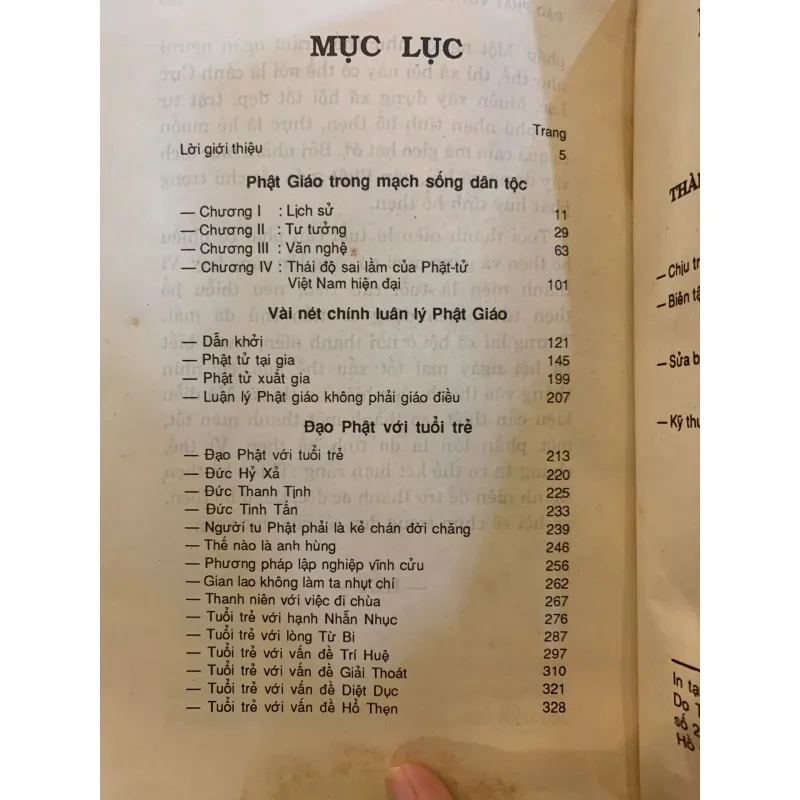 MỤC LỤC
Trang
Lời giới thiệu 5
Phật Giáo trong mạch sống dân tộc
— Chương I : Lịch sử 11
— Chương II : Tư tưởng 29
— Chương III : Văn nghệ 63
— Chương IV : Thái độ sai lầm của Phật-tử
Việt Nam hiện đại 101
Vài nét chính luân lý Phật Giáo
— Dẫn khởi 121
— Phật tử tại gia 145
— Phật tử xuất gia 199
— Luận lý Phật giáo không phải giáo điều 207
Đạo Phật với tuổi trẻ
— Đạo Phật với tuổi trẻ 213
— Đức Hỷ Xả 220
— Đức Thanh Tịnh 225
— Đức Tinh Tấn 233
— Người tu Phật phải là kẻ chán đời chăng 239
— Thế nào là anh hùng 246
— Phương pháp lập nghiệp vĩnh cửu 256
— Gian lao không làm ta nhụt chí 262
— Thanh niên với việc đi chùa 267
— Tuổi trẻ với hạnh Nhẫn Nhục 276
— Tuổi trẻ với lòng Từ Bi 287
— Tuổi trẻ với vấn đề Trí Huệ 297
— Tuổi trẻ với vấn đề Giải Thoát 310
— Tuổi trẻ với vấn đề Diệt Dục 321
— Tuổi trẻ với vấn đề Hổ Thẹn 328
— Chịu
— Biên
— Sửa
— Kỹ
In
Do
số